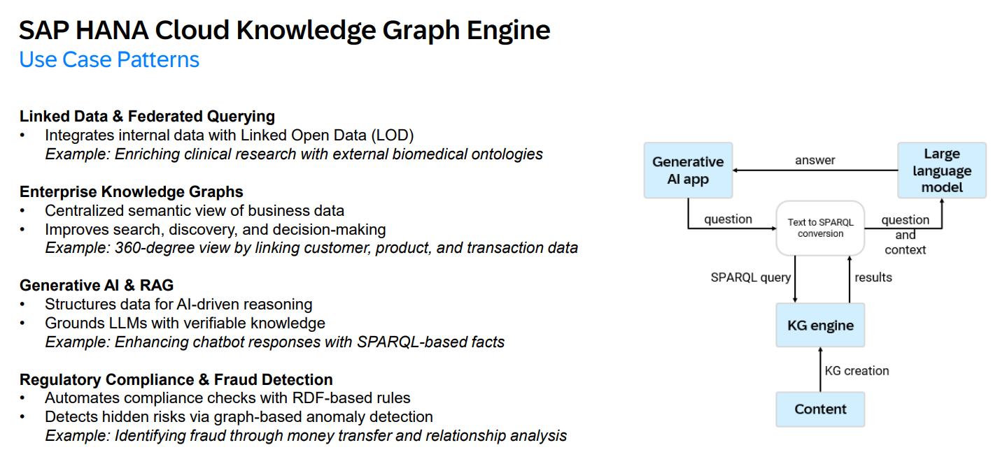 SAP HANA Cloud Knowledge Graph Engine
Use Case Patterns
Linked Data & Federated Querying
• Integrates internal data with Linked Open Data (LOD)
Example: Enriching clinical research with external biomedical ontologies
Enterprise Knowledge Graphs
• Centralized semantic view of business data
• Improves search, discovery, and decision-making
Example: 360-degree view by linking customer, product, and transaction data
Generative AI & RAG
• Structures data for AI-driven reasoning
• Grounds LLMs with verifiable knowledge
Example: Enhancing chatbot responses with SPARQL-based facts
Regulatory Compliance & Fraud Detection
• Automates compliance checks with RDF-based rules
• Detects hidden risks via graph-based anomaly detection
Example: Identifying fraud through money transfer and relationship analysis
Generative
AI app
answer
Large
language
model
question
Text to SPARQL
conversion
question
and
context
SPARQL query
results
KG engine
KG creation
Content